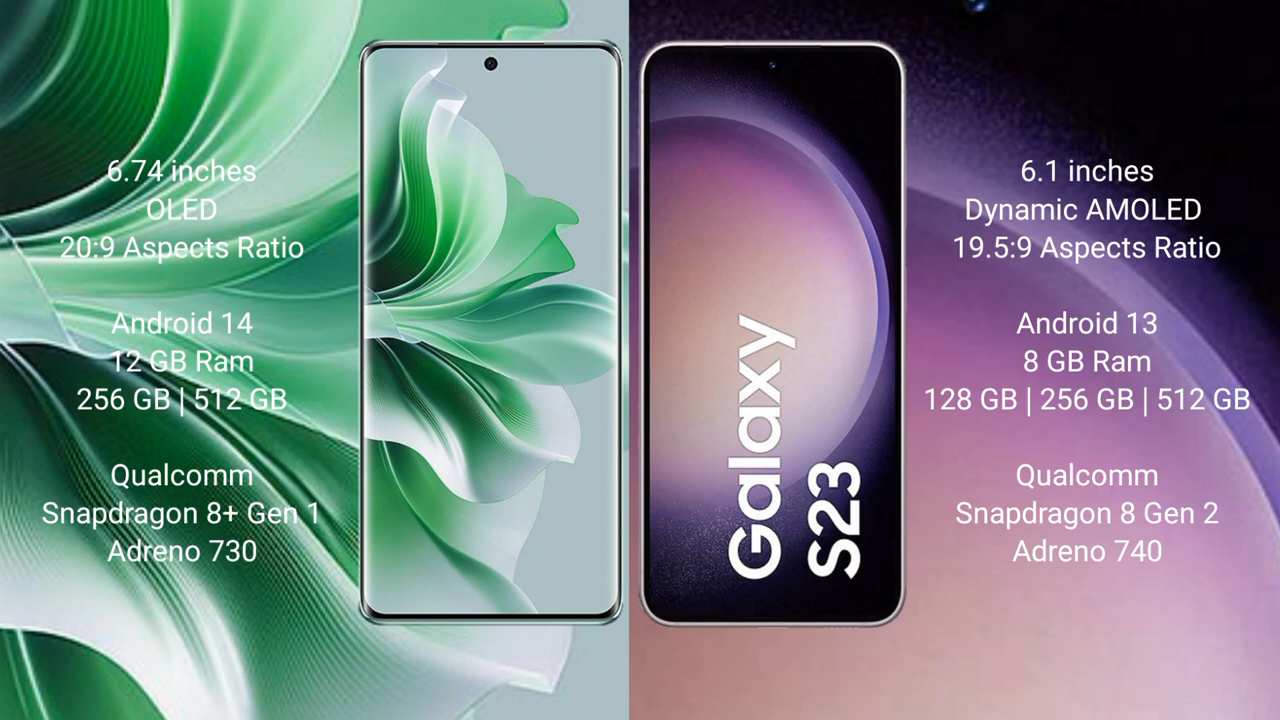 6.74 inches
OLED
20:9 Aspects Ratio
Android 14
12 GB Ram
256 GB | 512 GB
Qualcomm
Snapdragon 8+ Gen 1
Adreno 730
Galaxy
S23
6.1 inches
Dynamic AMOLED
19.5:9 Aspects Ratio
Android 13
8 GB Ram
128 GB | 256 GB | 512 GB
Qualcomm
Snapdragon 8 Gen 2
Adreno 740